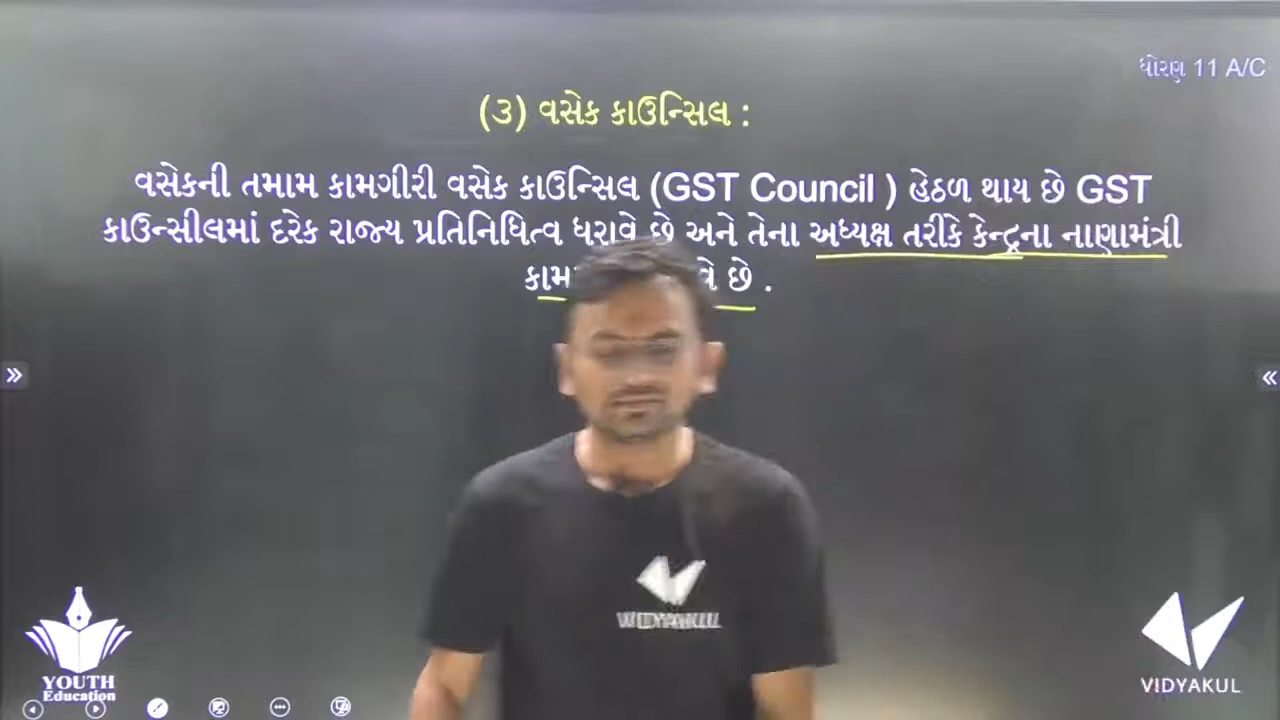 ધોરણ 11 A/C
(૩) વસેક કાઉન્સિલ :
વસેકની તમામ કામગીરી વસેક કાઉન્સિલ (GST Council ) હેઠળ થાય છે GST
કાઉન્સીલમાં દરેક રાજ્ય પ્રતિનિધિત્વ ધરાવે છે અને તેના અધ્યક્ષ તરીકે કેન્દ્રના નાણામંત્રી
છે .
VIDYAKUL
YOUTH
Education
VIDYAKUL